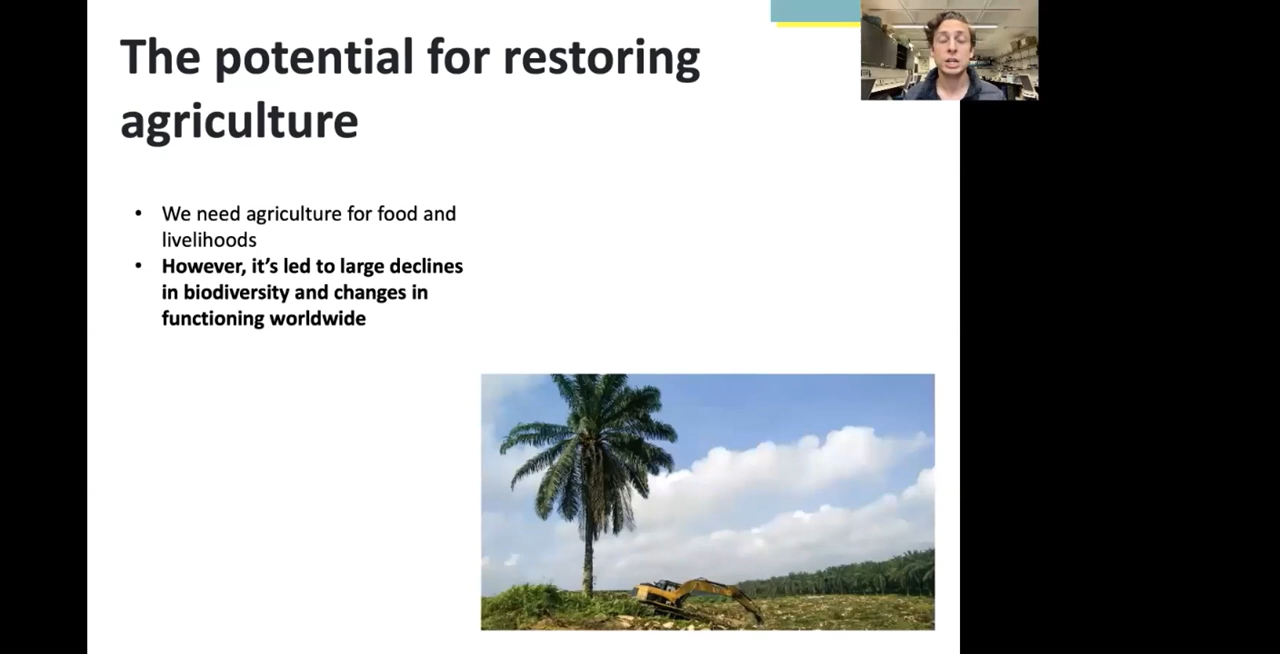 The potential for restoring
agriculture
• We need agriculture for food and
livelihoods
• However, it’s led to large declines
in biodiversity and changes in
functioning worldwide